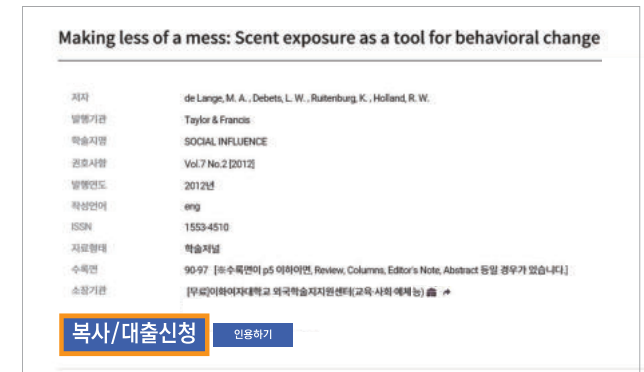 Making less of a mess: Scent exposure as a tool for behavioral change
저자 de Lange, M. A. , Debets, L. W. , Ruitenburg, K. , Holland, R. W.
발행기관 Taylor & Francis
학술지명 SOCIAL INFLUENCE
권호사항 Vol.7 No.2 [2012]
발행연도 2012년
작성언어 eng
ISSN 1553-4510
자료형태 학술저널
수록면 90-97 [※수록면이 p5 이하이면, Review, Columns, Editor's Note, Abstract 등일 경우가 있습니다.]
소장기관 [무료]이화여자대학교 외국학술지지원센터(교육·사회·예체능)
복사/대출신청 인용하기